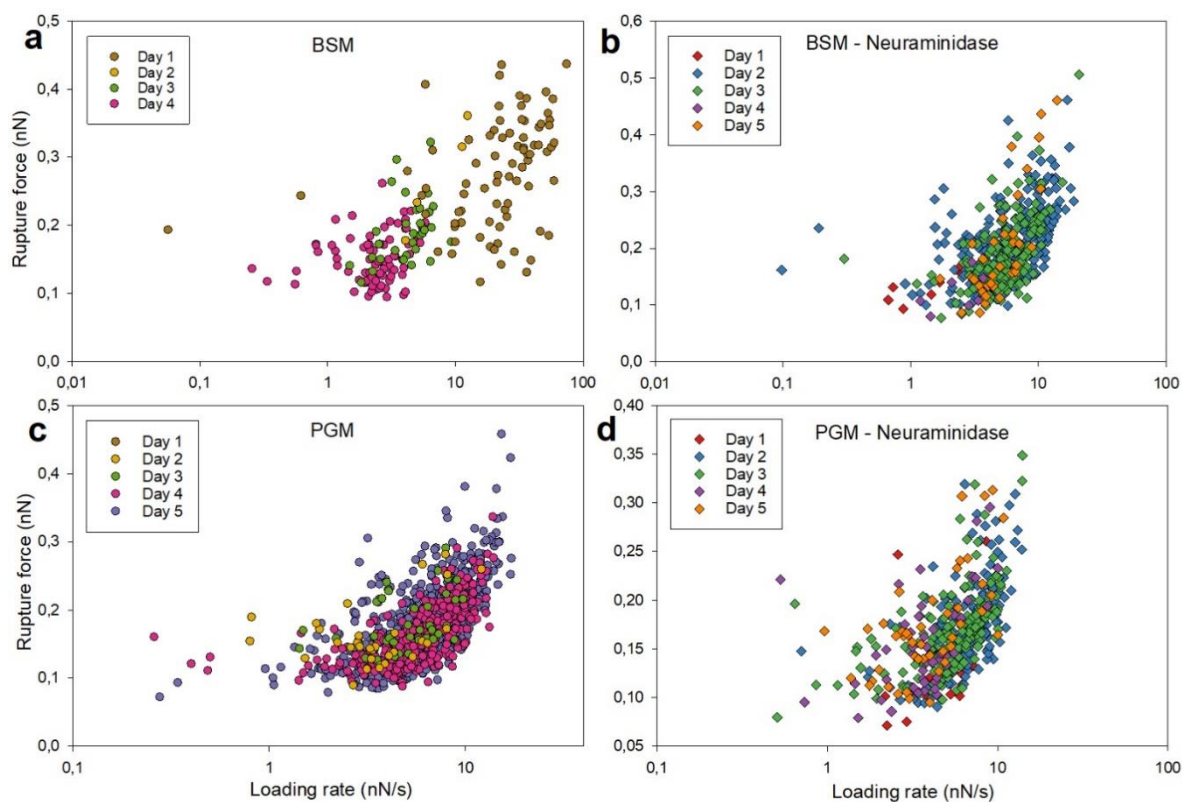 a
BSM
Day 1
Day 2
Day 3
Day 4
Rupture force (nN)
0,5
0,4
0,3
0,2
0,1
0,0
0,01
0,1
1
10
100
b
BSM - Neuraminidase
Day 1
Day 2
Day 3
Day 4
Day 5
0,6
0,5
0,4
0,3
0,2
0,1
0,0
0,01
0,1
1
10
100
c
PGM
Day 1
Day 2
Day 3
Day 4
Day 5
Rupture force (nN)
0,5
0,4
0,3
0,2
0,1
0,0
0,1
1
10
Loading rate (nN/s)
d
PGM - Neuraminidase
Day 1
Day 2
Day 3
Day 4
Day 5
0,40
0,35
0,30
0,25
0,20
0,15
0,10
0,05
0,1
1
10
100
Loading rate (nN/s)